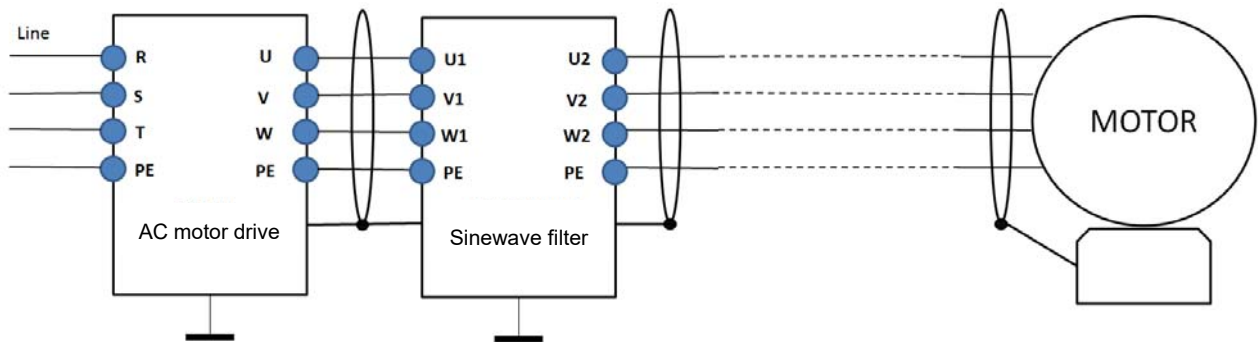 Line
R U U1 U2
S V V1 V2
T W W1 W2
PE PE PE PE
AC motor drive
Sinewave filter
MOTOR